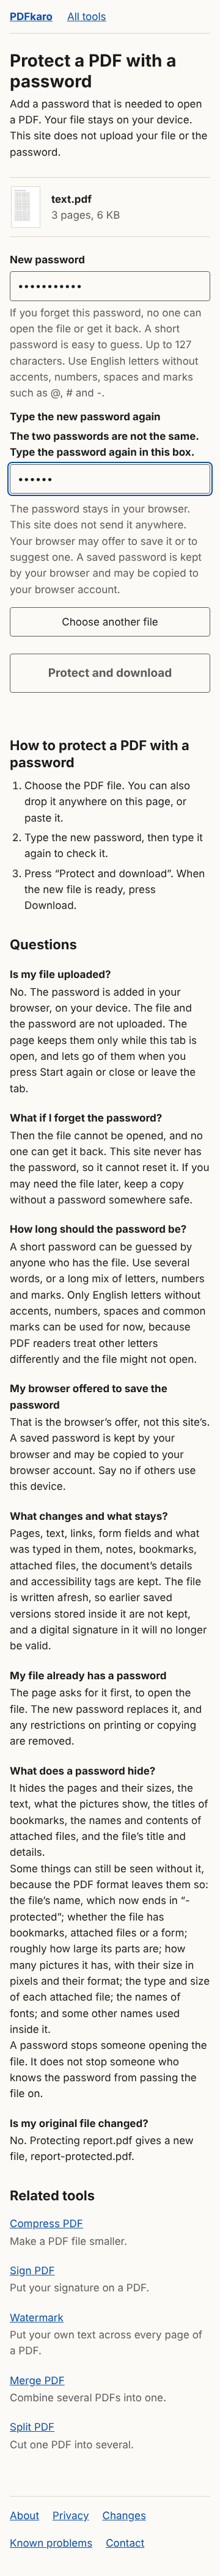 PDFkaro All tools
Protect a PDF with a
password
Add a password that is needed to open
a PDF. Your file stays on your device.
This site does not upload your file or the
password.
text.pdf
3 pages, 6 KB
New password
•••••••••••
If you forget this password, no one can
open the file or get it back. A short
password is easy to guess. Up to 127
characters. Use English letters without
accents, numbers, spaces and marks
such as @, # and -.
Type the new password again
The two passwords are not the same.
Type the password again in this box.
••••••
The password stays in your browser.
This site does not send it anywhere.
Your browser may offer to save it or to
suggest one. A saved password is kept
by your browser and may be copied to
your browser account.
Choose another file
Protect and download
How to protect a PDF with a
password
1. Choose the PDF file. You can also
drop it anywhere on this page, or
paste it.
2. Type the new password, then type it
again to check it.
3. Press “Protect and download”. When
the new file is ready, press
Download.
Questions
Is my file uploaded?
No. The password is added in your
browser, on your device. The file and
the password are not uploaded. The
page keeps them only while this tab is
open, and lets go of them when you
press Start again or close or leave the
tab.
What if I forget the password?
Then the file cannot be opened, and no
one can get it back. This site never has
the password, so it cannot reset it. If you
may need the file later, keep a copy
without a password somewhere safe.
How long should the password be?
A short password can be guessed by
anyone who has the file. Use several
words, or a long mix of letters, numbers
and marks. Only English letters without
accents, numbers, spaces and common
marks can be used for now, because
PDF readers treat other letters
differently and the file might not open.
My browser offered to save the
password
That is the browser’s offer, not this site’s.
A saved password is kept by your
browser and may be copied to your
browser account. Say no if others use
this device.
What changes and what stays?
Pages, text, links, form fields and what
was typed in them, notes, bookmarks,
attached files, the document’s details
and accessibility tags are kept. The file
is written afresh, so earlier saved
versions stored inside it are not kept,
and a digital signature in it will no longer
be valid.
My file already has a password
The page asks for it first, to open the
file. The new password replaces it, and
any restrictions on printing or copying
are removed.
What does a password hide?
It hides the pages and their sizes, the
text, what the pictures show, the titles of
bookmarks, the names and contents of
attached files, and the file’s title and
details.
Some things can still be seen without it,
because the PDF format leaves them so:
the file’s name, which now ends in “-
protected”; whether the file has
bookmarks, attached files or a form;
roughly how large its parts are; how
many pictures it has, with their size in
pixels and their format; the type and size
of each attached file; the names of
fonts; and some other names used
inside it.
A password stops someone opening the
file. It does not stop someone who
knows the password from passing the
file on.
Is my original file changed?
No. Protecting report.pdf gives a new
file, report-protected.pdf.
Related tools
Compress PDF
Make a PDF file smaller.
Sign PDF
Put your signature on a PDF.
Watermark
Put your own text across every page of
a PDF.
Merge PDF
Combine several PDFs into one.
Split PDF
Cut one PDF into several.
About Privacy Changes
Known problems Contact